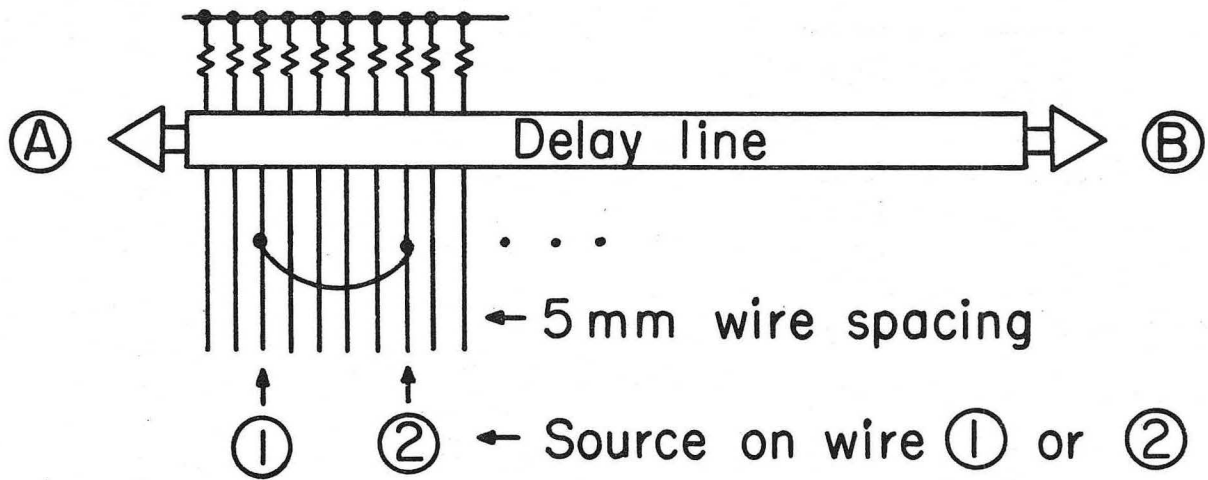 Ⓐ Delay line Ⓑ
5 mm wire spacing
① ② Source on wire ① or ②